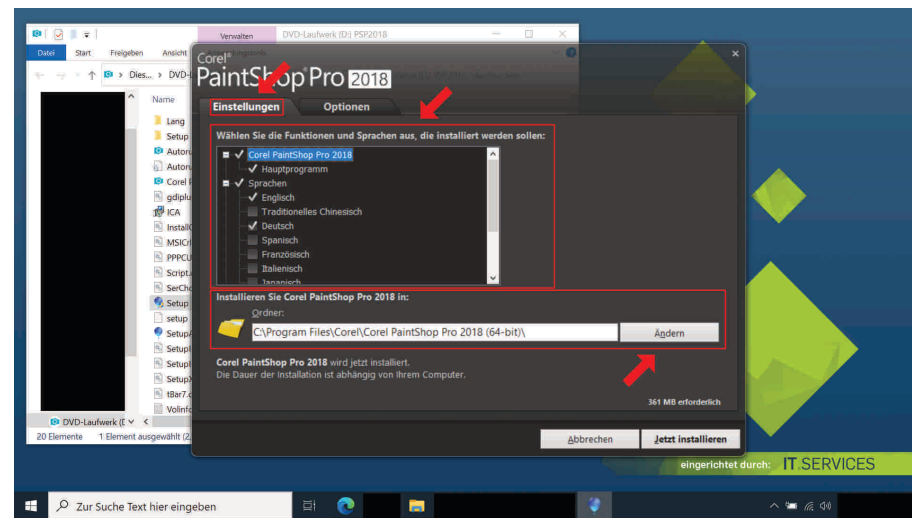 Verwalten
DVD-Laufwerk (D:) PSP2018
Datei Start Freigeben Ansicht
Dies... > DVD-L
Name
Lang
Setup
Autoru
Autoru
Corel P
gdiplu
ICA
InstallC
MSICr
PPPCU
Script.
SerChe
Setup
setup
SetupA
SetupI
SetupI
SetupX
tBar7.c
Volinfo
DVD-Laufwerk (D
20 Elemente 1 Element ausgewählt (2,
Corel®
PaintShop Pro 2018
Einstellungen Optionen
Wählen Sie die Funktionen und Sprachen aus, die installiert werden sollen:
Corel PaintShop Pro 2018
Hauptprogramm
Sprachen
Englisch
Traditionelles Chinesisch
Deutsch
Spanisch
Französisch
Italienisch
Japanisch
Installieren Sie Corel PaintShop Pro 2018 in:
Ordner:
C:\Program Files\Corel\Corel PaintShop Pro 2018 (64-bit)\
Ändern
Corel PaintShop Pro 2018 wird jetzt installiert.
Die Dauer der Installation ist abhängig von Ihrem Computer.
361 MB erforderlich
Abbrechen Jetzt installieren
eingerichtet durch: IT.SERVICES
Zur Suche Text hier eingeben